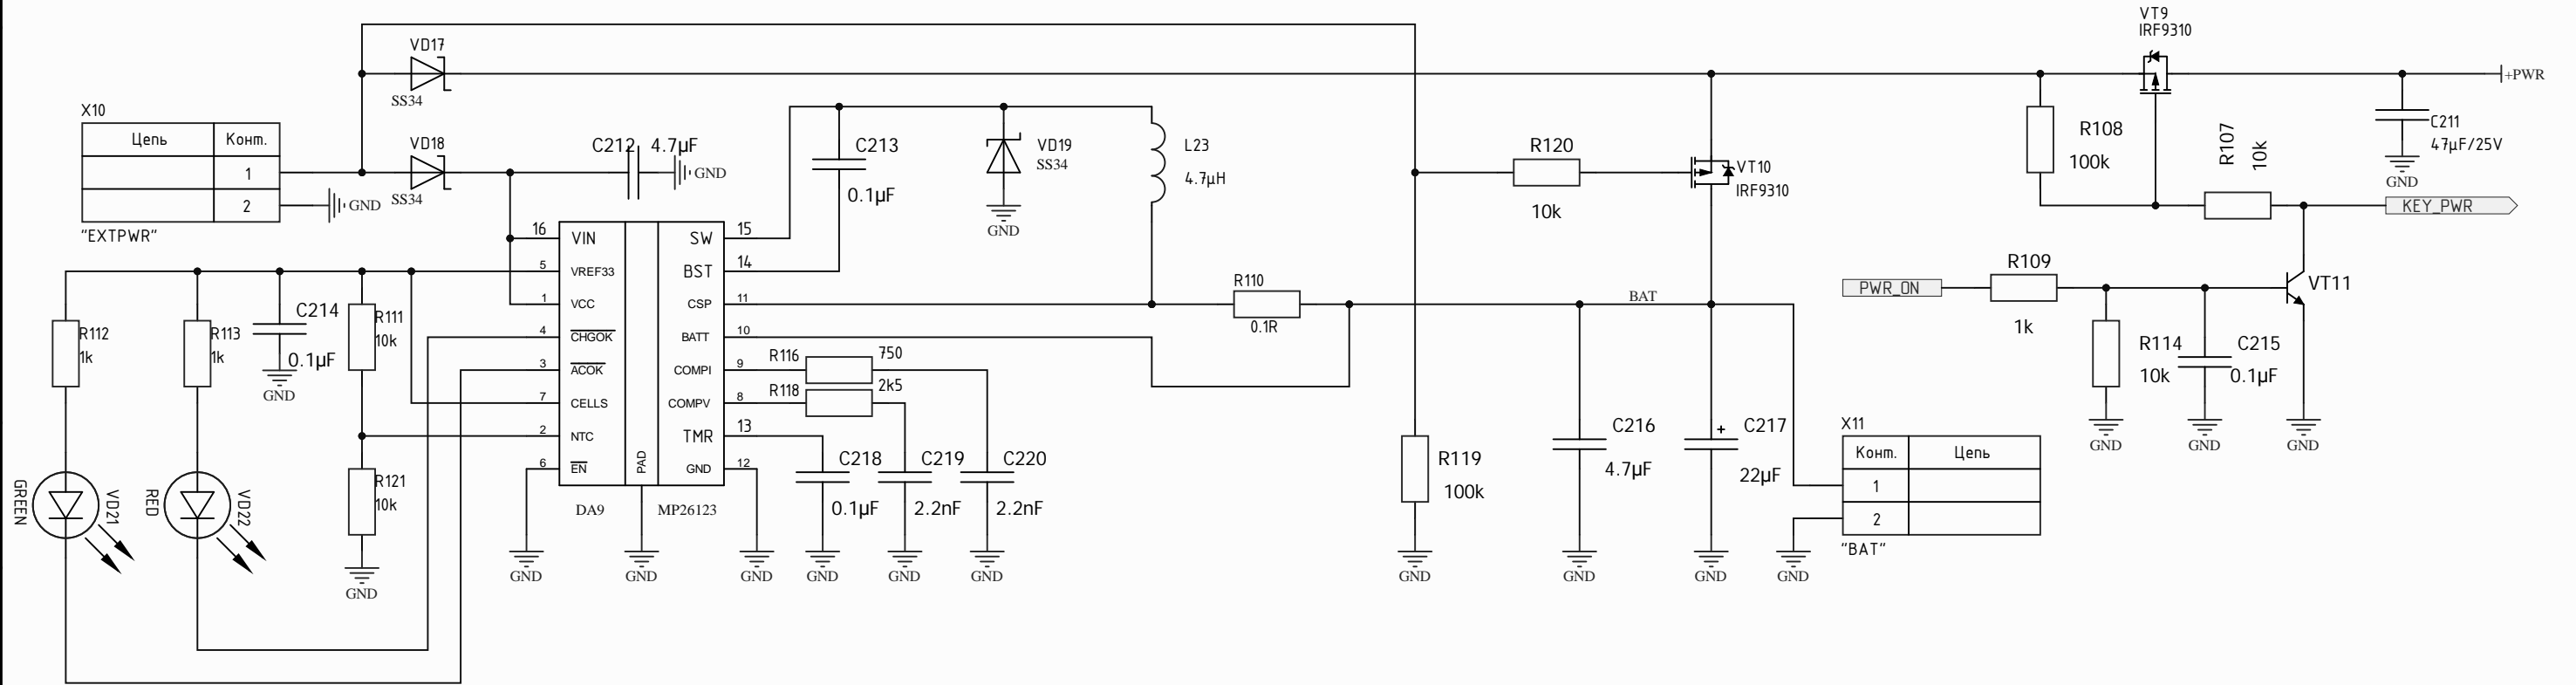 VT9
IRF9310
VD17
SS34
+PWR
X10
Цепь Конт.
1
2
"EXTPWR"
GND
VD18
SS34
C212 4.7µF
GND
C213
0.1µF
VD19
SS34
GND
L23
4.7µH
R120
10k
VT10
IRF9310
R108
100k
R107
10k
C211
47µF/25V
GND
KEY_PWR
16 VIN
5 VREF33
1 VCC
4 CHGOK
3 ACOK
7 CELLS
2 NTC
6 EN
PAD
SW 15
BST 14
CSP 11
BATT 10
COMPI 9
COMPV 8
TMR 13
GND 12
DA9
MP26123
R110
0.1R
BAT
PWR_ON
R109
1k
VT11
R112
1k
R113
1k
C214
0.1µF
GND
R111
10k
R116 750
R118 2k5
R114
10k
C215
0.1µF
GND
GND
GND
GREEN
VD21
RED
VD22
R121
10k
GND
C218
0.1µF
C219
2.2nF
C220
2.2nF
R119
100k
C216
4.7µF
+
C217
22µF
X11
Конт. Цепь
1
2
"BAT"
GND
GND
GND
GND
GND
GND
GND
GND
GND
GND